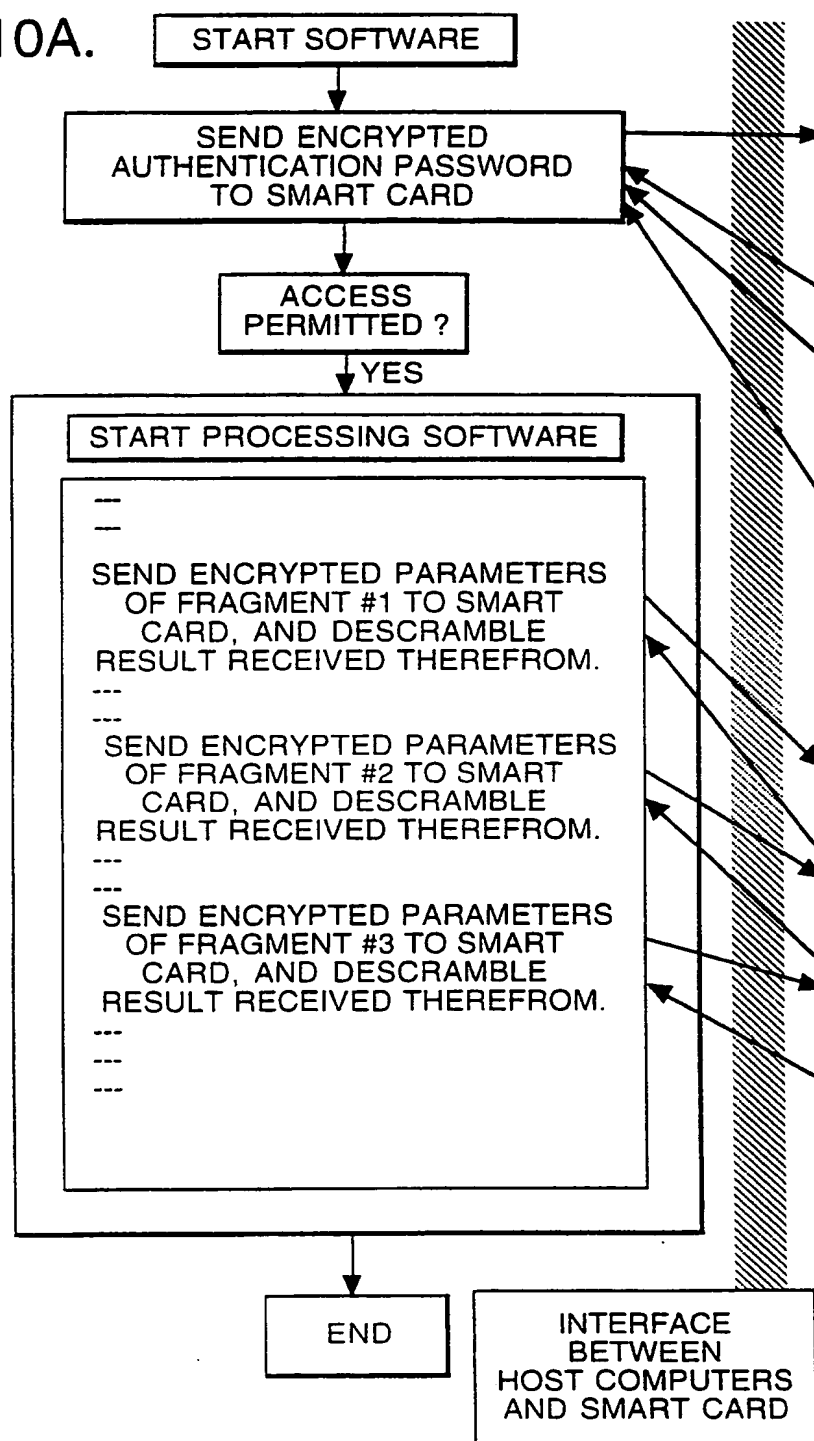 10A.
START SOFTWARE
SEND ENCRYPTED
AUTHENTICATION PASSWORD
TO SMART CARD
ACCESS
PERMITTED ?
YES
START PROCESSING SOFTWARE
---
---
SEND ENCRYPTED PARAMETERS
OF FRAGMENT #1 TO SMART
CARD, AND DESCRAMBLE
RESULT RECEIVED THEREFROM.
---
---
SEND ENCRYPTED PARAMETERS
OF FRAGMENT #2 TO SMART
CARD, AND DESCRAMBLE
RESULT RECEIVED THEREFROM.
---
---
SEND ENCRYPTED PARAMETERS
OF FRAGMENT #3 TO SMART
CARD, AND DESCRAMBLE
RESULT RECEIVED THEREFROM.
---
---
---
END
INTERFACE
BETWEEN
HOST COMPUTERS
AND SMART CARD